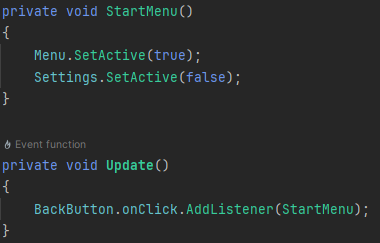 private void StartMenu()
{
    Menu.SetActive(true);
    Settings.SetActive(false);
}
Event function
private void Update()
{
    BackButton.onClick.AddListener(StartMenu);
}